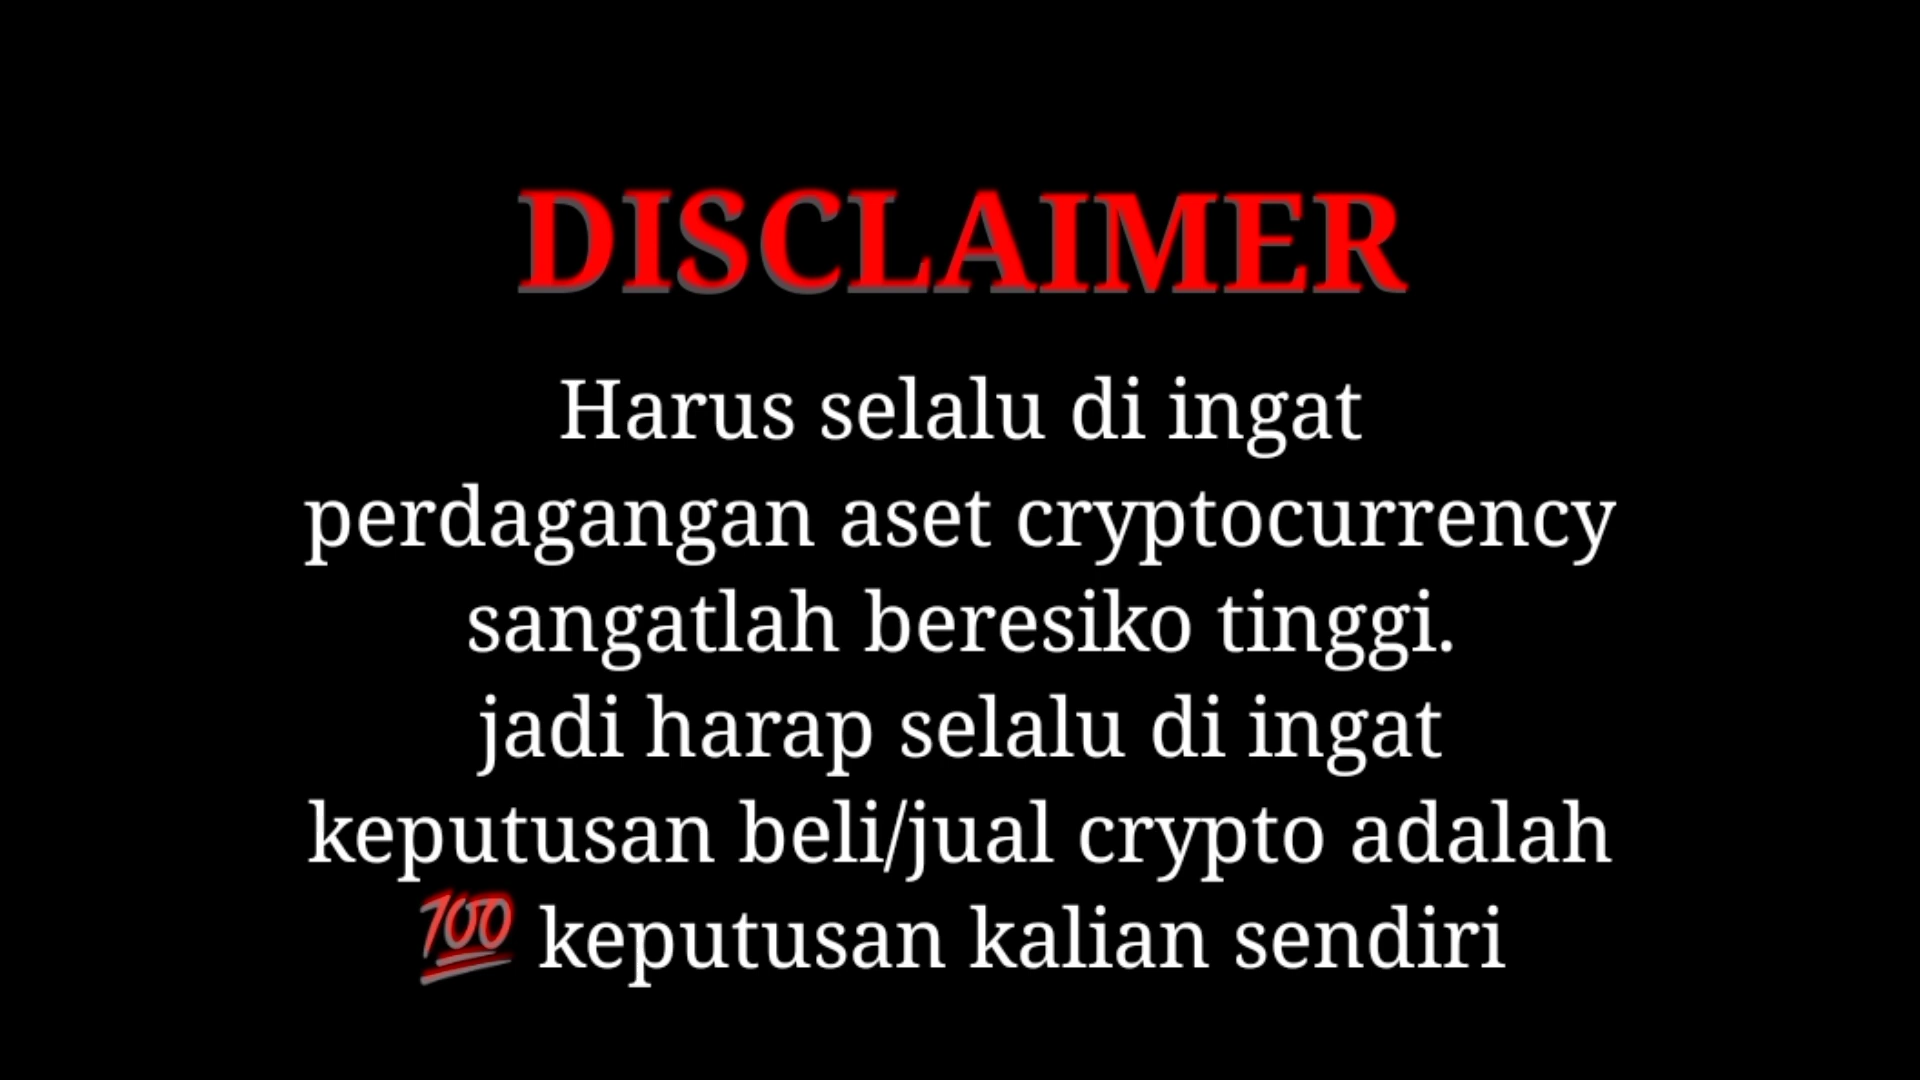 DISCLAIMER
Harus selalu di ingat
perdagangan aset cryptocurrency
sangatlah beresiko tinggi.
jadi harap selalu di ingat
keputusan beli/jual crypto adalah
💯 keputusan kalian sendiri